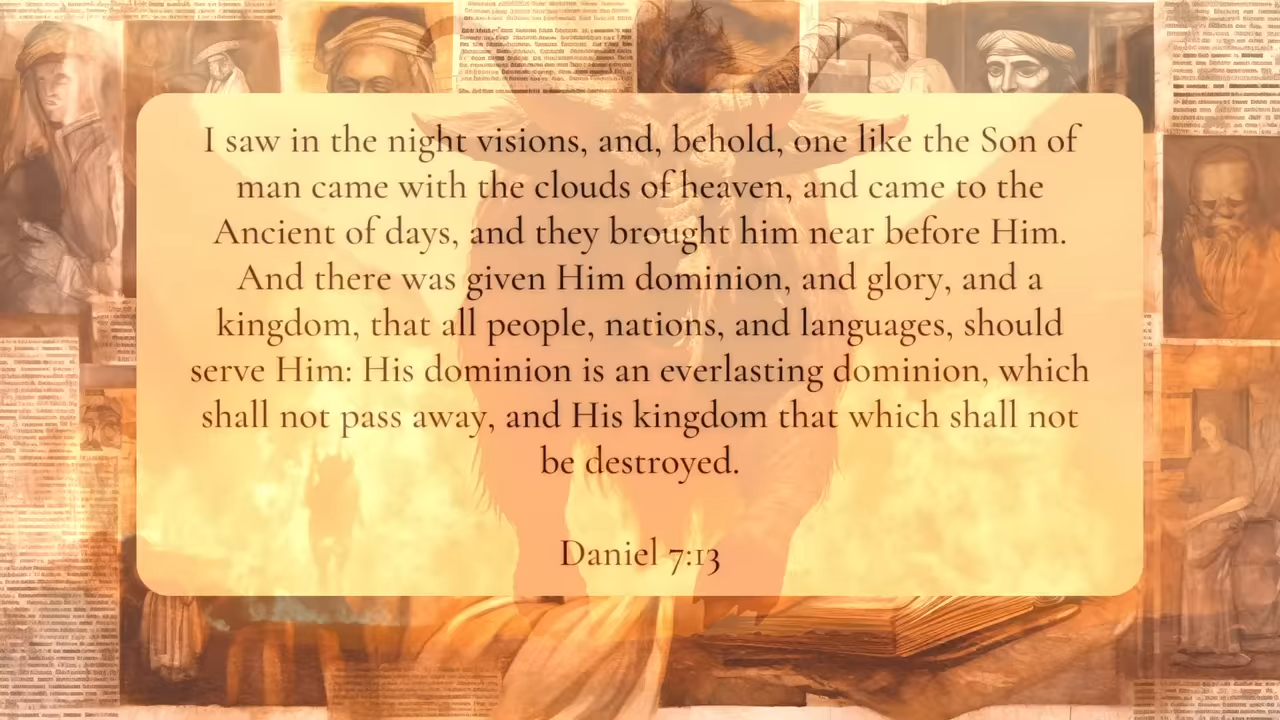 I saw in the night visions, and, behold, one like the Son of
man came with the clouds of heaven, and came to the
Ancient of days, and they brought him near before Him.
And there was given Him dominion, and glory, and a
kingdom, that all people, nations, and languages, should
serve Him: His dominion is an everlasting dominion, which
shall not pass away, and His kingdom that which shall not
be destroyed.
Daniel 7:13